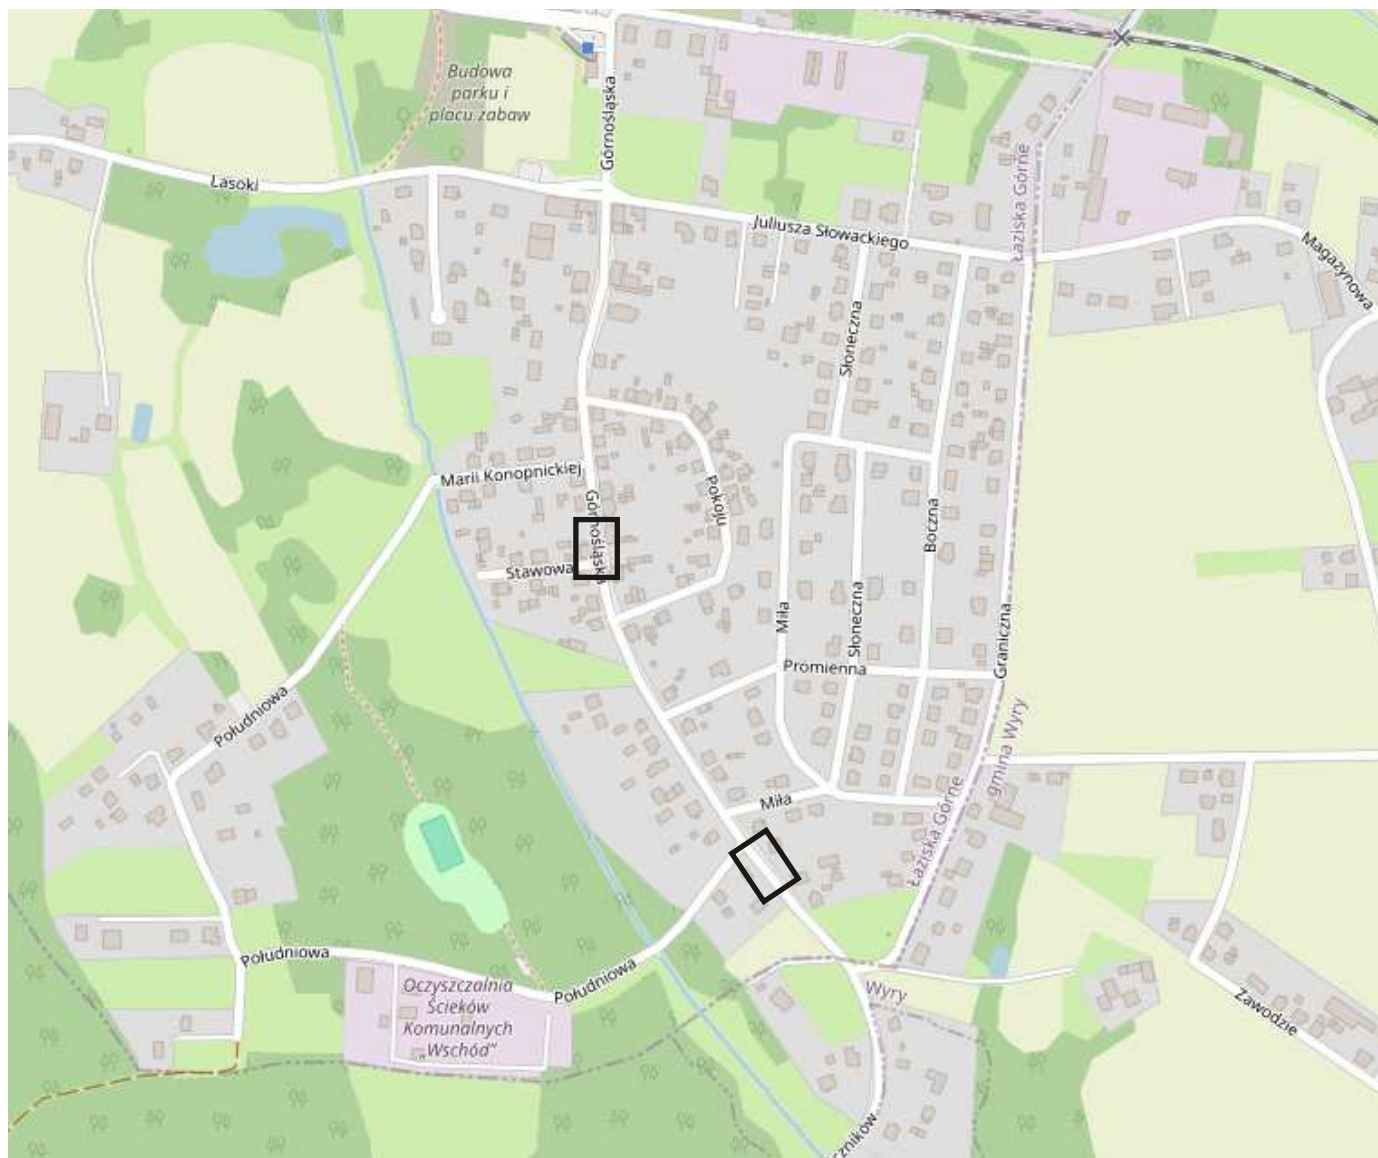 Budowa
parku i
placu zabaw
Górnośląska
Łaziska Górne
Lasoki
Juliusza Słowackiego
Magazynowa
Słoneczna
Marii Konopnickiej
Pokoju
Górnośląska
Boczna
Stawowa
Miła
Słoneczna
Graniczna
Promienna
Południowa
gmina Wyry
Łaziska Górne
Miła
Południowa
Południowa
Oczyszczalnia
Ścieków
Komunalnych
„Wschód”
Wyry
Zawodzie
czników